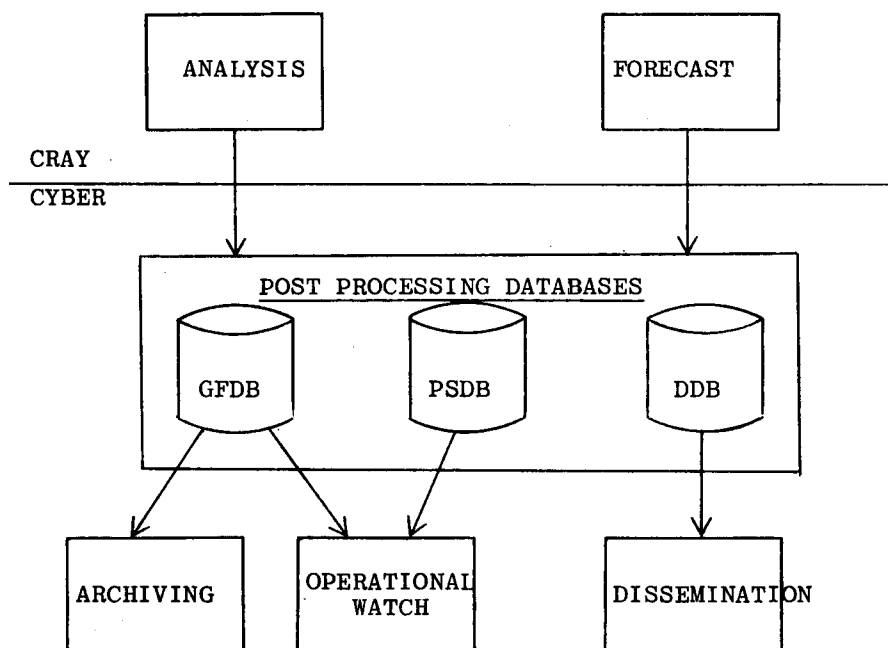 ANALYSIS
FORECAST
CRAY
CYBER
POST PROCESSING DATABASES
GFDB
PSDB
DDB
ARCHIVING
OPERATIONAL
WATCH
DISSEMINATION